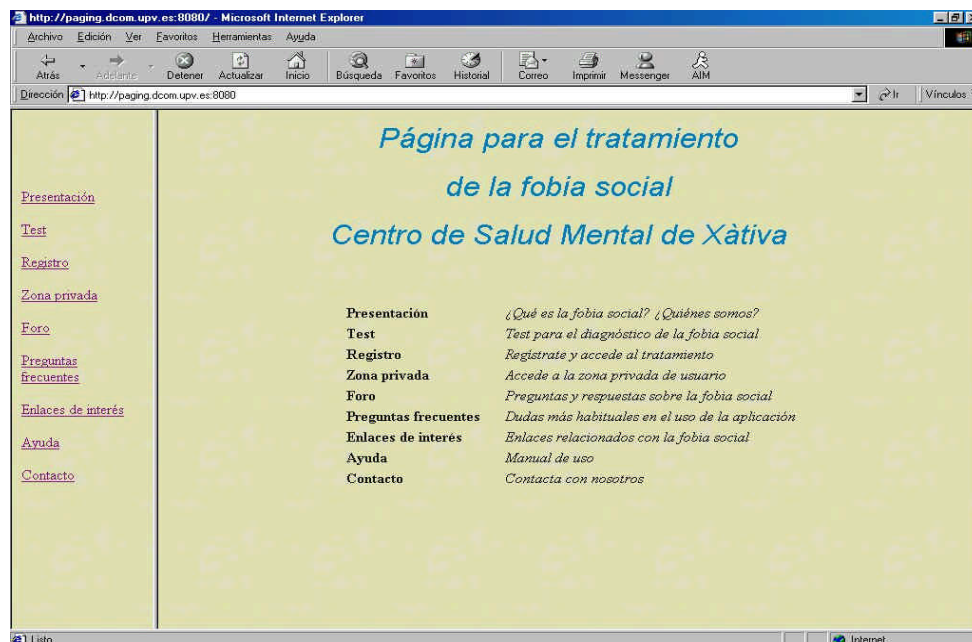 http://paging.dcom.upv.es:8080/ - Microsoft Internet Explorer
Archivo Edición Ver Favoritos Herramientas Ayuda
Atrás Adelante Detener Actualizar Inicio Búsqueda Favoritos Historial Correo Imprimir Messenger AIM
Dirección http://paging.dcom.upv.es:8080 Ir Vínculos
Página para el tratamiento
de la fobia social
Centro de Salud Mental de Xàtiva
Presentación
Test
Registro
Zona privada
Foro
Preguntas
frecuentes
Enlaces de interés
Ayuda
Contacto
Presentación ¿Qué es la fobia social? ¿Quiénes somos?
Test Test para el diagnóstico de la fobia social
Registro Regístrate y accede al tratamiento
Zona privada Accede a la zona privada de usuario
Foro Preguntas y respuestas sobre la fobia social
Preguntas frecuentes Dudas más habituales en el uso de la aplicación
Enlaces de interés Enlaces relacionados con la fobia social
Ayuda Manual de uso
Contacto Contacta con nosotros
Listo Internet